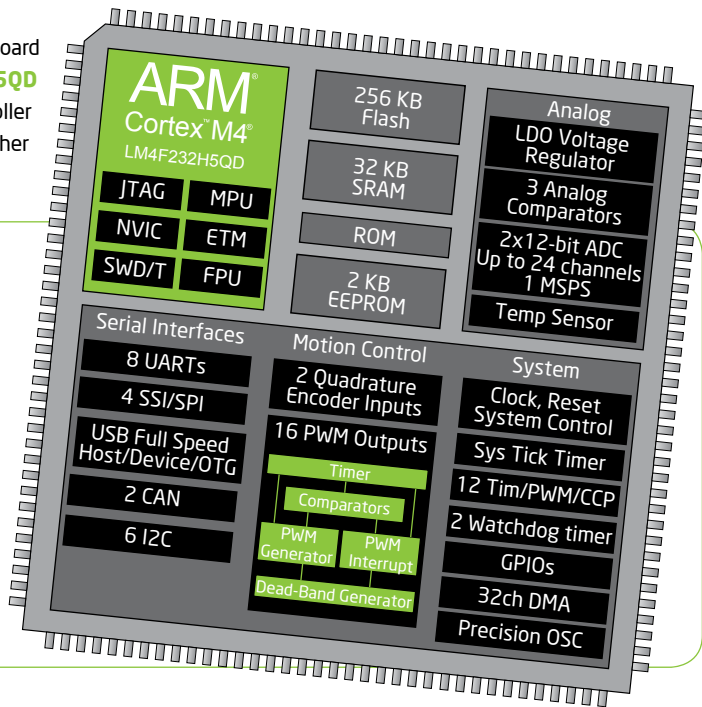 oard
5QD
oller
her
ARM®
Cortex™ M4®
LM4F232H5QD
JTAG
MPU
NVIC
ETM
SWD/T
FPU
256 KB
Flash
32 KB
SRAM
ROM
2 KB
EEPROM
Analog
LDO Voltage
Regulator
3 Analog
Comparators
2x12-bit ADC
Up to 24 channels
1 MSPS
Temp Sensor
Serial Interfaces
8 UARTs
4 SSI/SPI
USB Full Speed
Host/Device/OTG
2 CAN
6 I2C
Motion Control
2 Quadrature
Encoder Inputs
16 PWM Outputs
Timer
Comparators
PWM
Generator
PWM
Interrupt
Dead-Band Generator
System
Clock, Reset
System Control
Sys Tick Timer
12 Tim/PWM/CCP
2 Watchdog timer
GPIOs
32ch DMA
Precision OSC